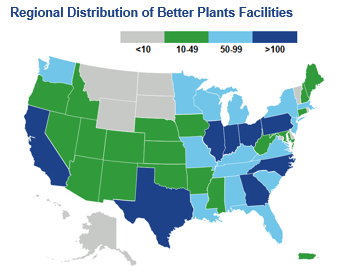 Regional Distribution of Better Plants Facilities
<10 10-49 50-99 >100